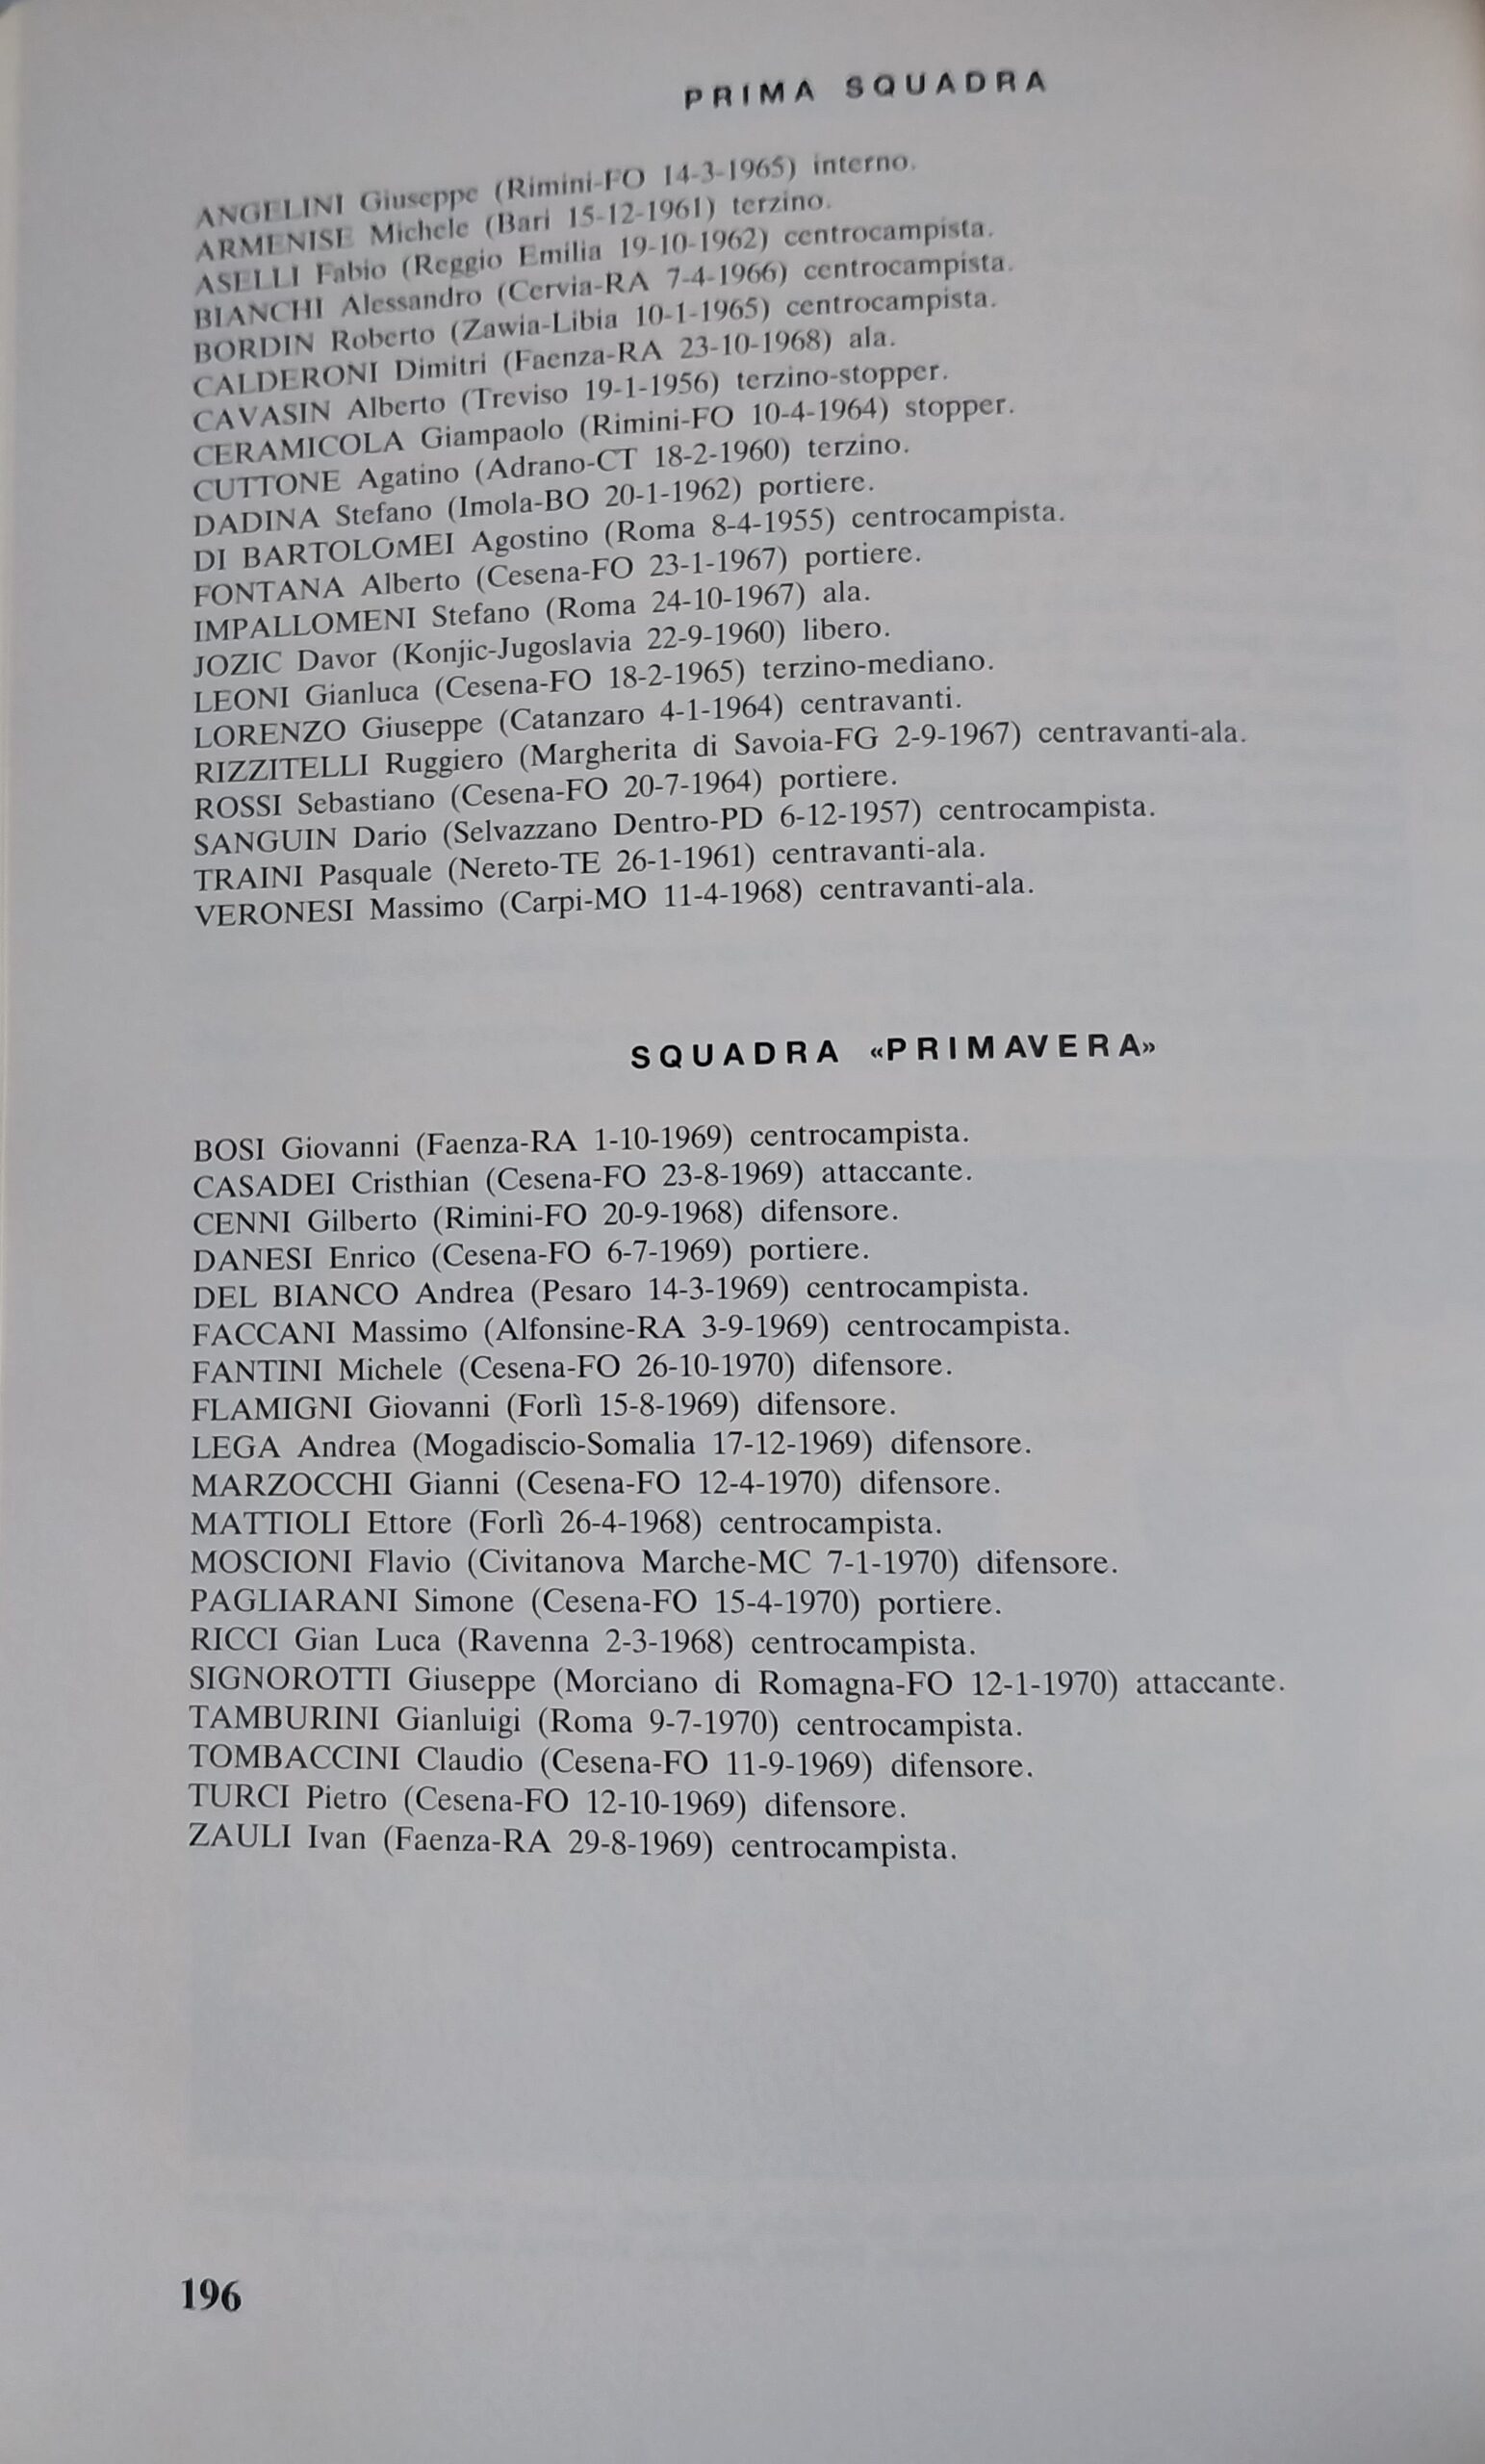 PRIMA SQUADRA
ANGELINI Giuseppe (Rimini-FO 14-3-1965) interno.
ARMENISE Michele (Bari 15-12-1961) terzino.
ASELLI Fabio (Reggio Emilia 19-10-1962) centrocampista.
BIANCHI Alessandro (Cervia-RA 7-4-1966) centrocampista.
BORDIN Roberto (Zawia-Libia 10-1-1965) centrocampista.
CALDERONI Dimitri (Faenza-RA 23-10-1968) ala.
CAVASIN Alberto (Treviso 19-1-1956) terzino-stopper.
CERAMICOLA Giampaolo (Rimini-FO 10-4-1964) stopper.
CUTTONE Agatino (Adrano-CT 18-2-1960) terzino.
DADINA Stefano (Imola-BO 20-1-1962) portiere.
DI BARTOLOMEI Agostino (Roma 8-4-1955) centrocampista.
FONTANA Alberto (Cesena-FO 23-1-1967) portiere.
IMPALLOMENI Stefano (Roma 24-10-1967) ala.
JOZIC Davor (Konjic-Jugoslavia 22-9-1960) libero.
LEONI Gianluca (Cesena-FO 18-2-1965) terzino-mediano.
LORENZO Giuseppe (Catanzaro 4-1-1964) centravanti.
RIZZITELLI Ruggiero (Margherita di Savoia-FG 2-9-1967) centravanti-ala.
ROSSI Sebastiano (Cesena-FO 20-7-1964) portiere.
SANGUIN Dario (Selvazzano Dentro-PD 6-12-1957) centrocampista.
TRAINI Pasquale (Nereto-TE 26-1-1961) centravanti-ala.
VERONESI Massimo (Carpi-MO 11-4-1968) centravanti-ala.
SQUADRA «PRIMAVERA»
BOSI Giovanni (Faenza-RA 1-10-1969) centrocampista.
CASADEI Cristhian (Cesena-FO 23-8-1969) attaccante.
CENNI Gilberto (Rimini-FO 20-9-1968) difensore.
DANESI Enrico (Cesena-FO 6-7-1969) portiere.
DEL BIANCO Andrea (Pesaro 14-3-1969) centrocampista.
FACCANI Massimo (Alfonsine-RA 3-9-1969) centrocampista.
FANTINI Michele (Cesena-FO 26-10-1970) difensore.
FLAMIGNI Giovanni (Forlì 15-8-1969) difensore.
LEGA Andrea (Mogadiscio-Somalia 17-12-1969) difensore.
MARZOCCHI Gianni (Cesena-FO 12-4-1970) difensore.
MATTIOLI Ettore (Forlì 26-4-1968) centrocampista.
MOSCIONI Flavio (Civitanova Marche-MC 7-1-1970) difensore.
PAGLIARANI Simone (Cesena-FO 15-4-1970) portiere.
RICCI Gian Luca (Ravenna 2-3-1968) centrocampista.
SIGNOROTTI Giuseppe (Morciano di Romagna-FO 12-1-1970) attaccante.
TAMBURINI Gianluigi (Roma 9-7-1970) centrocampista.
TOMBACCINI Claudio (Cesena-FO 11-9-1969) difensore.
TURCI Pietro (Cesena-FO 12-10-1969) difensore.
ZAULI Ivan (Faenza-RA 29-8-1969) centrocampista.
196